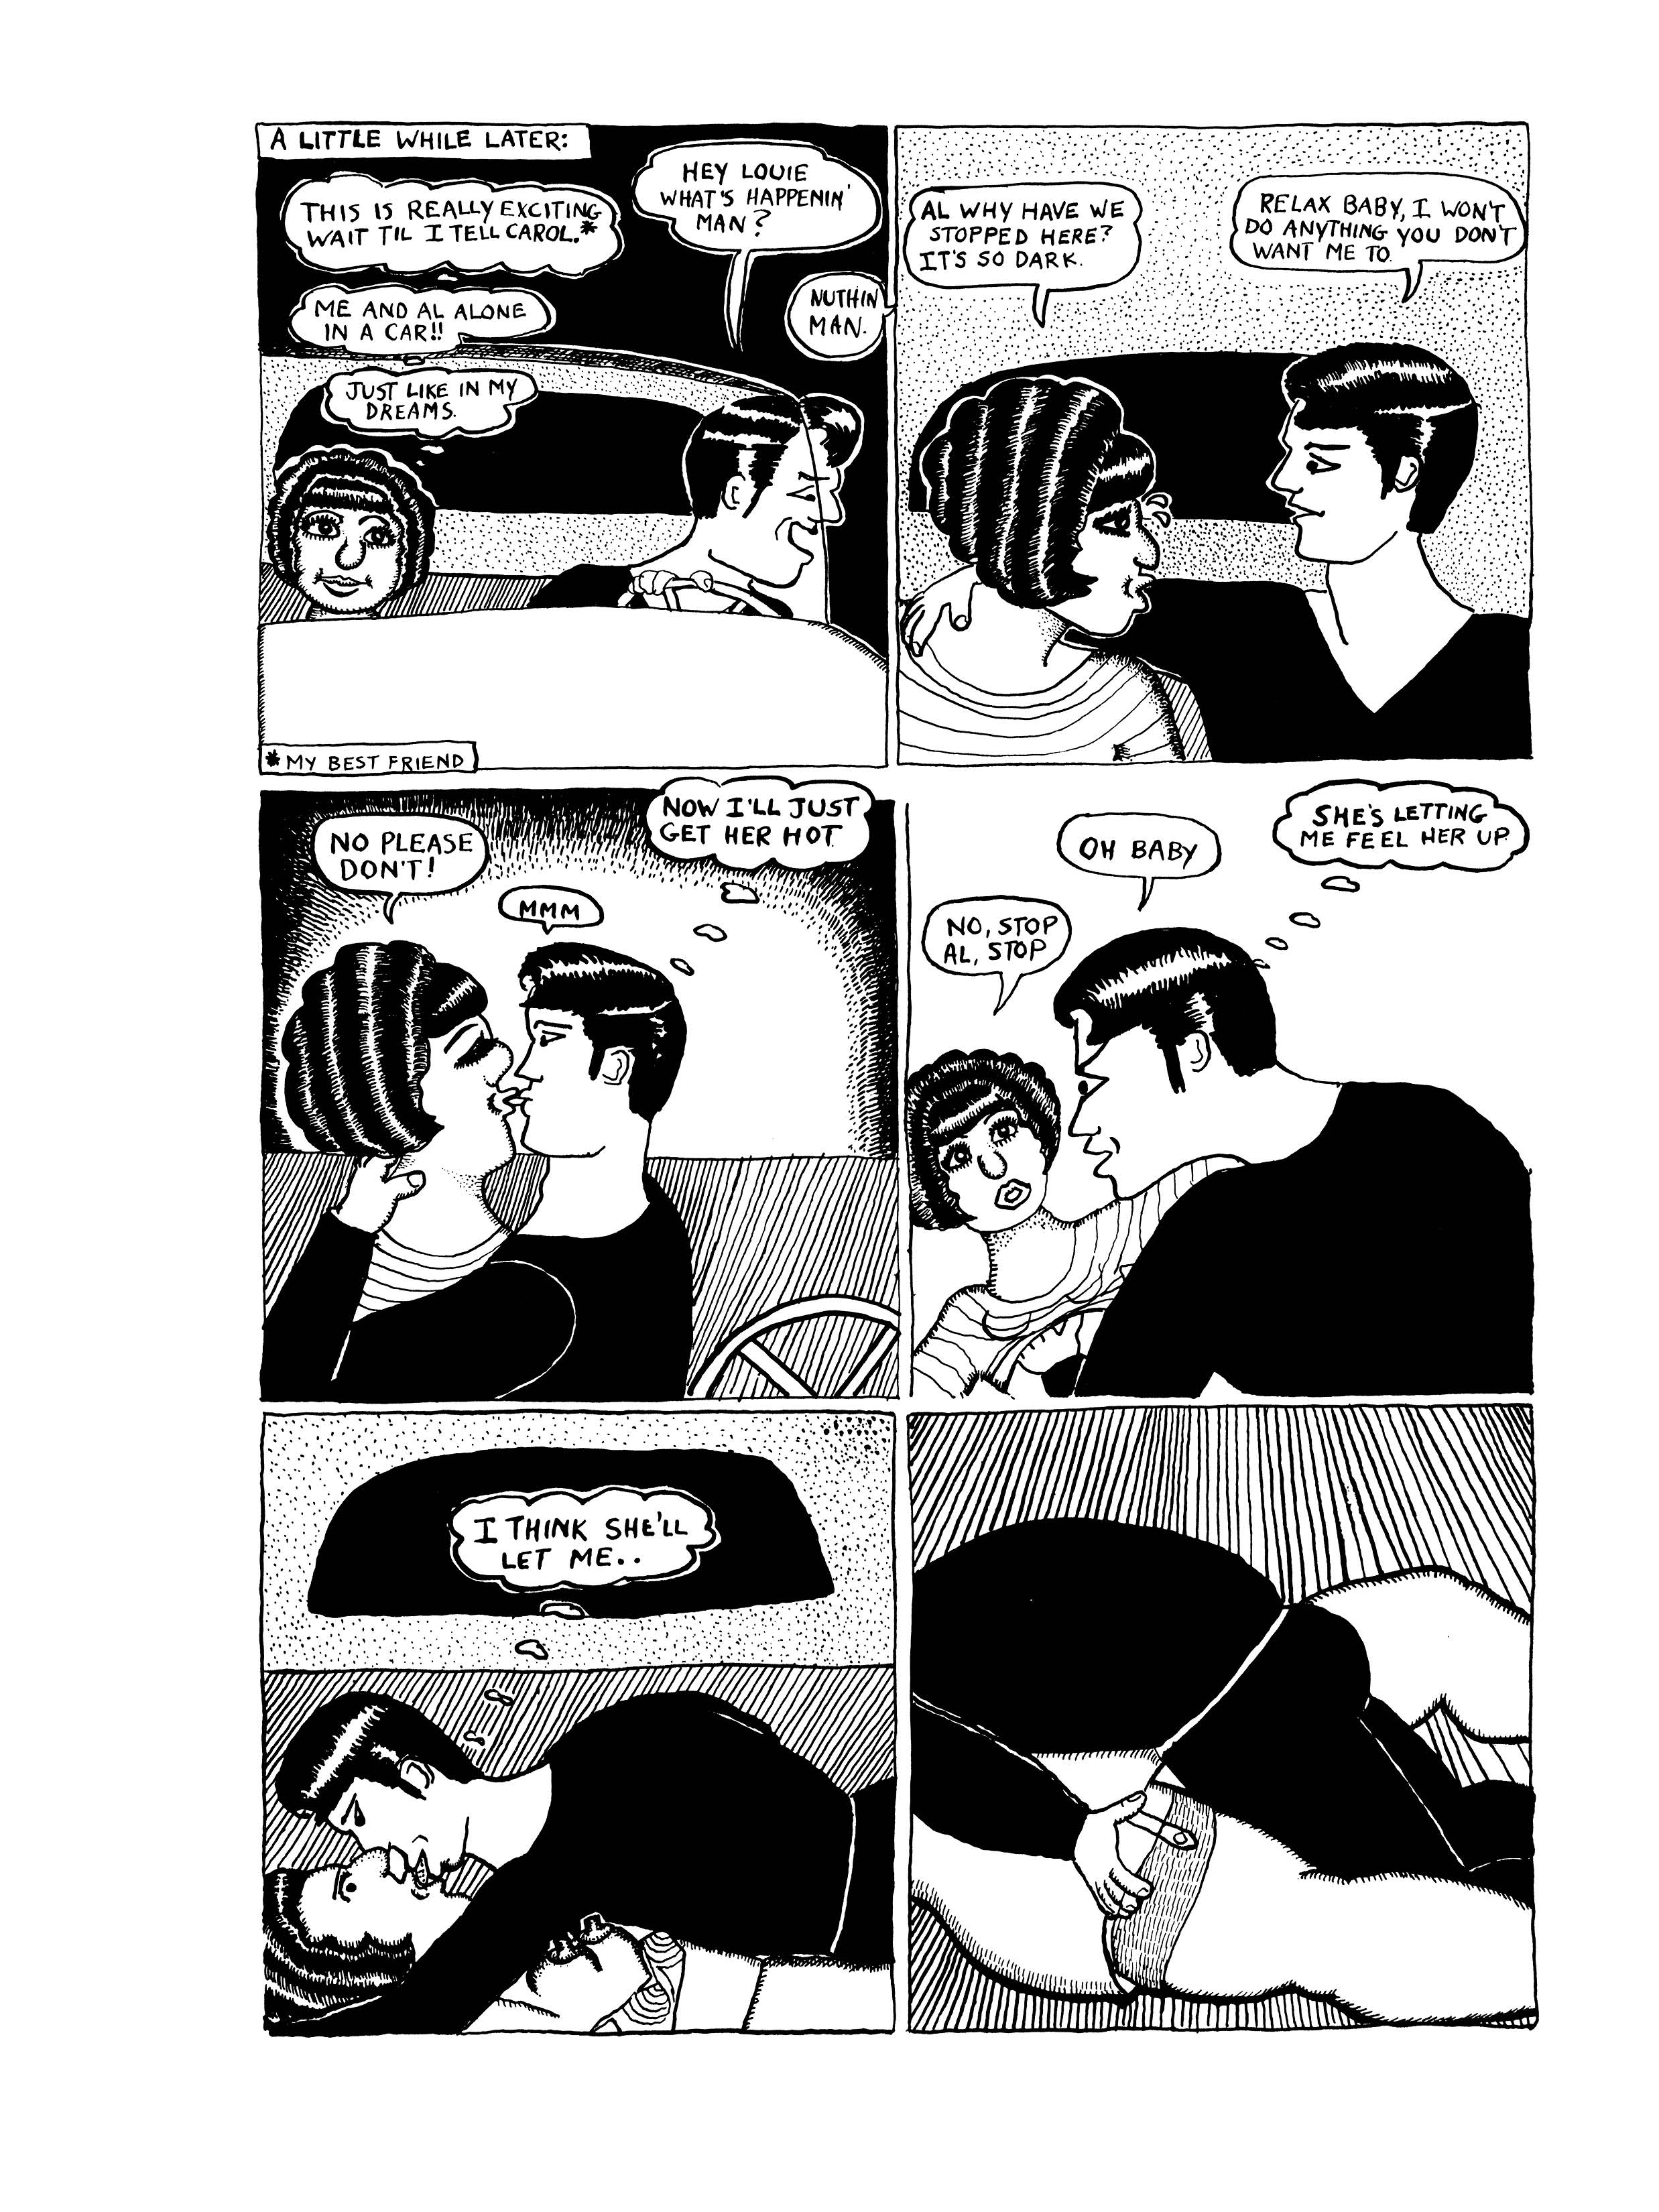 A LITTLE WHILE LATER:
THIS IS REALLY EXCITING
WAIT TIL I TELL CAROL.*
ME AND AL ALONE
IN A CAR!!
JUST LIKE IN MY
DREAMS.
HEY LOUIE
WHAT'S HAPPENIN'
MAN?
NUTHIN
MAN.
* MY BEST FRIEND
AL WHY HAVE WE
STOPPED HERE?
IT'S SO DARK.
RELAX BABY, I WON'T
DO ANYTHING YOU DON'T
WANT ME TO.
NO PLEASE
DON'T!
MMM
NOW I'LL JUST
GET HER HOT.
NO, STOP
AL, STOP
OH BABY
SHE'S LETTING
ME FEEL HER UP.
I THINK SHE'LL
LET ME..